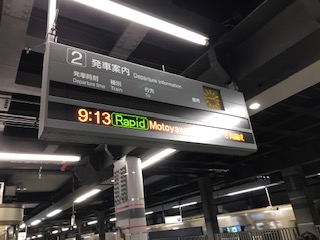 2 発車案内 Departure Information
発車時刻 種別 行先
Departure time Train To
9:13 Rapid Motoya